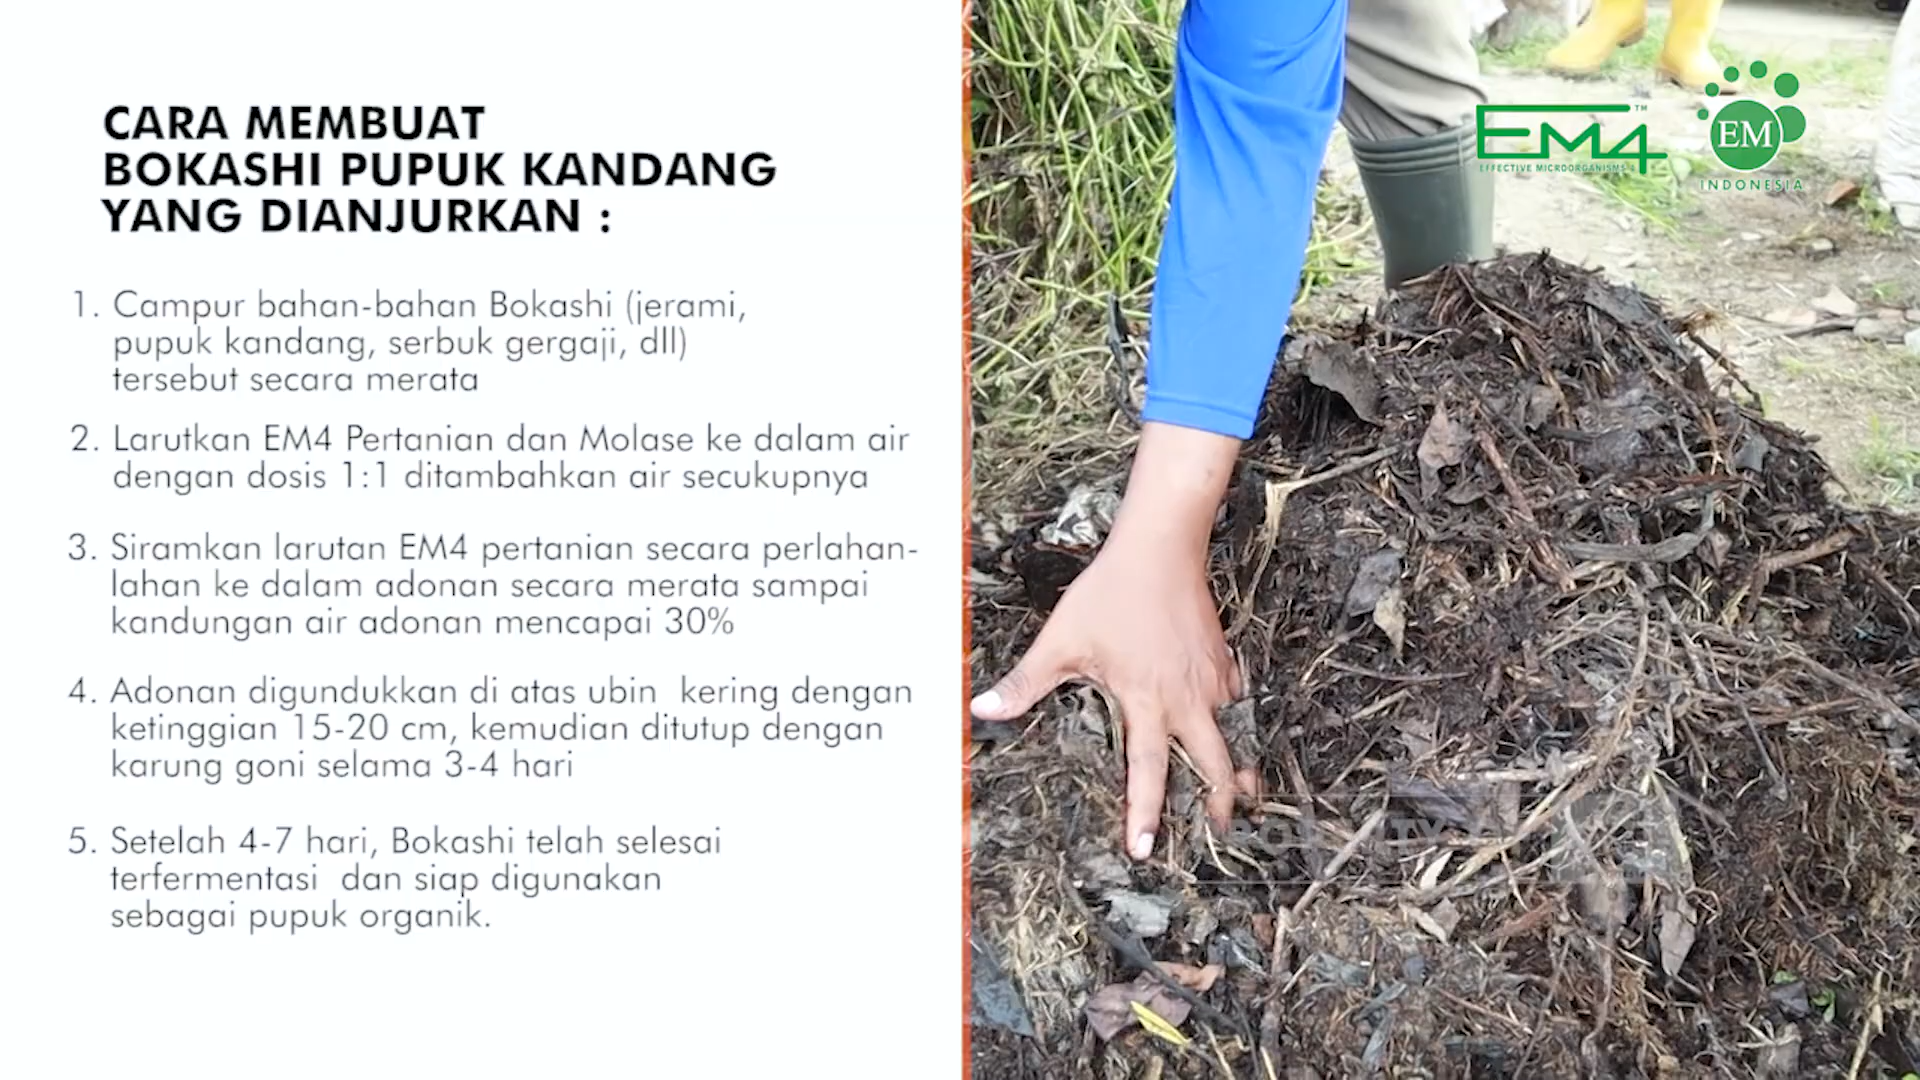 CARA MEMBUAT
BOKASHI PUPUK KANDANG
YANG DIANJURKAN :
1. Campur bahan-bahan Bokashi (jerami,
pupuk kandang, serbuk gergaji, dll)
tersebut secara merata
2. Larutkan EM4 Pertanian dan Molase ke dalam air
dengan dosis 1:1 ditambahkan air secukupnya
3. Siramkan larutan EM4 pertanian secara perlahan-
lahan ke dalam adonan secara merata sampai
kandungan air adonan mencapai 30%
4. Adonan digundukkan di atas ubin kering dengan
ketinggian 15-20 cm, kemudian ditutup dengan
karung goni selama 3-4 hari
5. Setelah 4-7 hari, Bokashi telah selesai
terfermentasi dan siap digunakan
sebagai pupuk organik.
EM4 TM
EFFECTIVE MICROORGANISMS 4
EM
INDONESIA